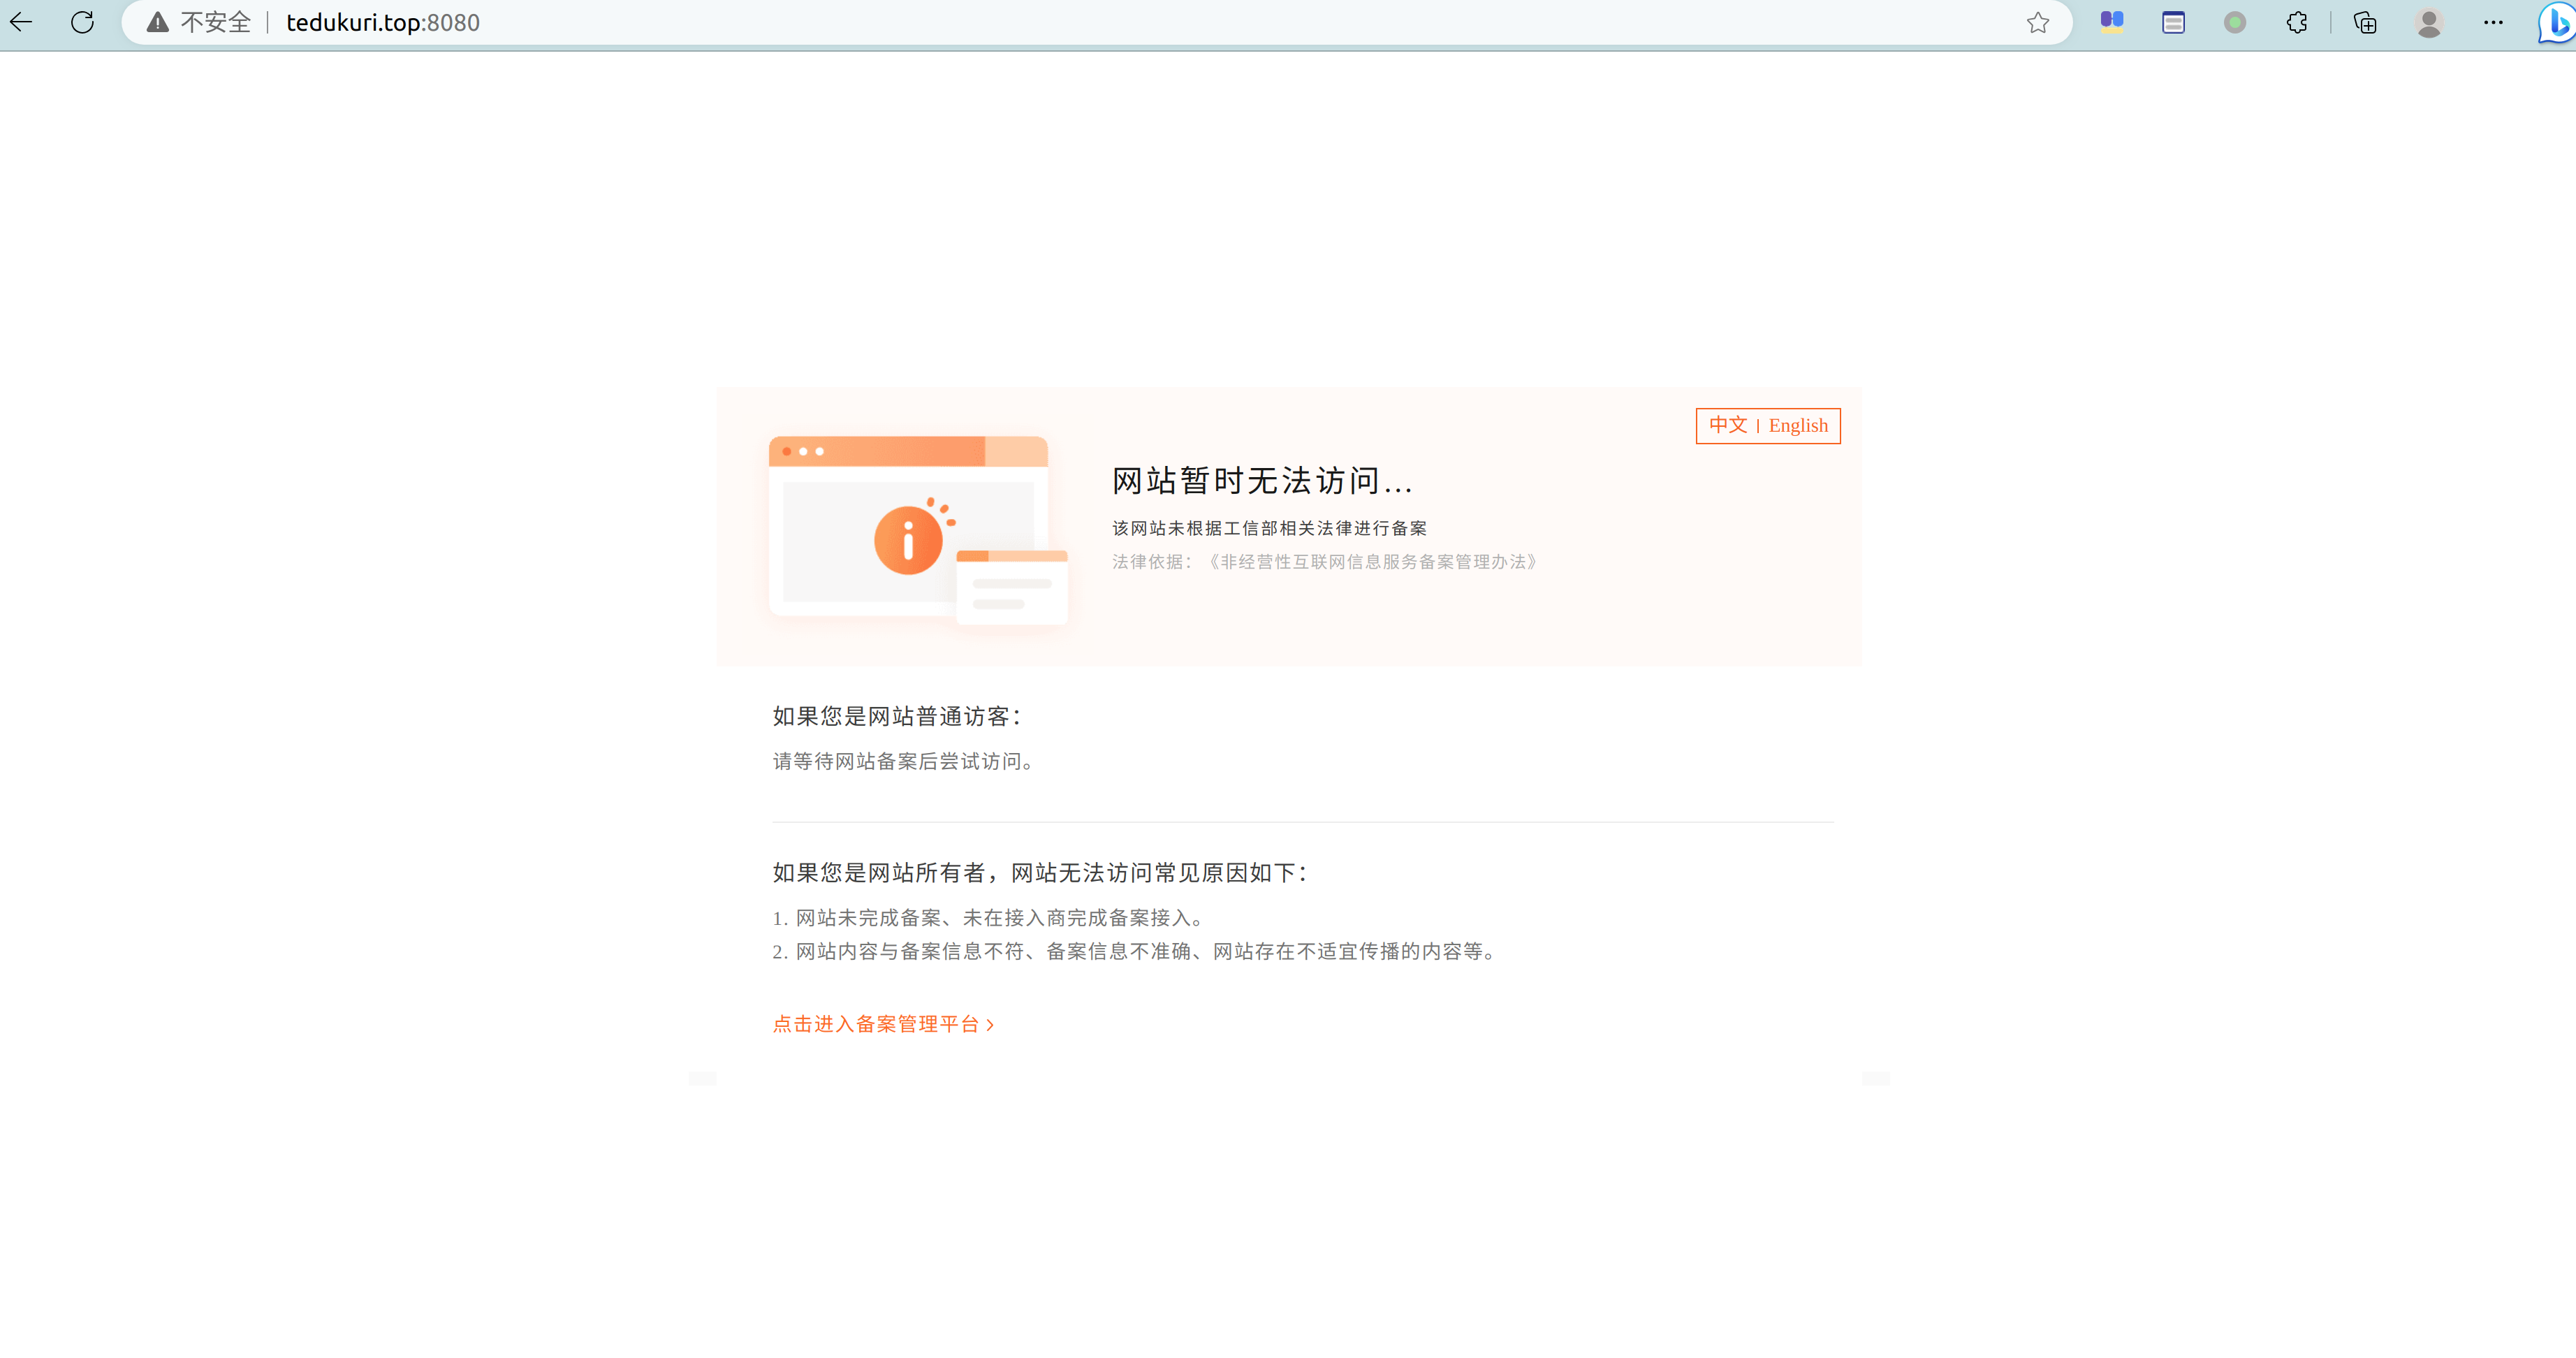 不安全 tedukuri.top:8080
中文 | English
网站暂时无法访问...
该网站未根据工信部相关法律进行备案
法律依据：《非经营性互联网信息服务备案管理办法》
如果您是网站普通访客：
请等待网站备案后尝试访问。
如果您是网站所有者，网站无法访问常见原因如下：
1. 网站未完成备案、未在接入商完成备案接入。
2. 网站内容与备案信息不符、备案信息不准确、网站存在不适宜传播的内容等。
点击进入备案管理平台 >